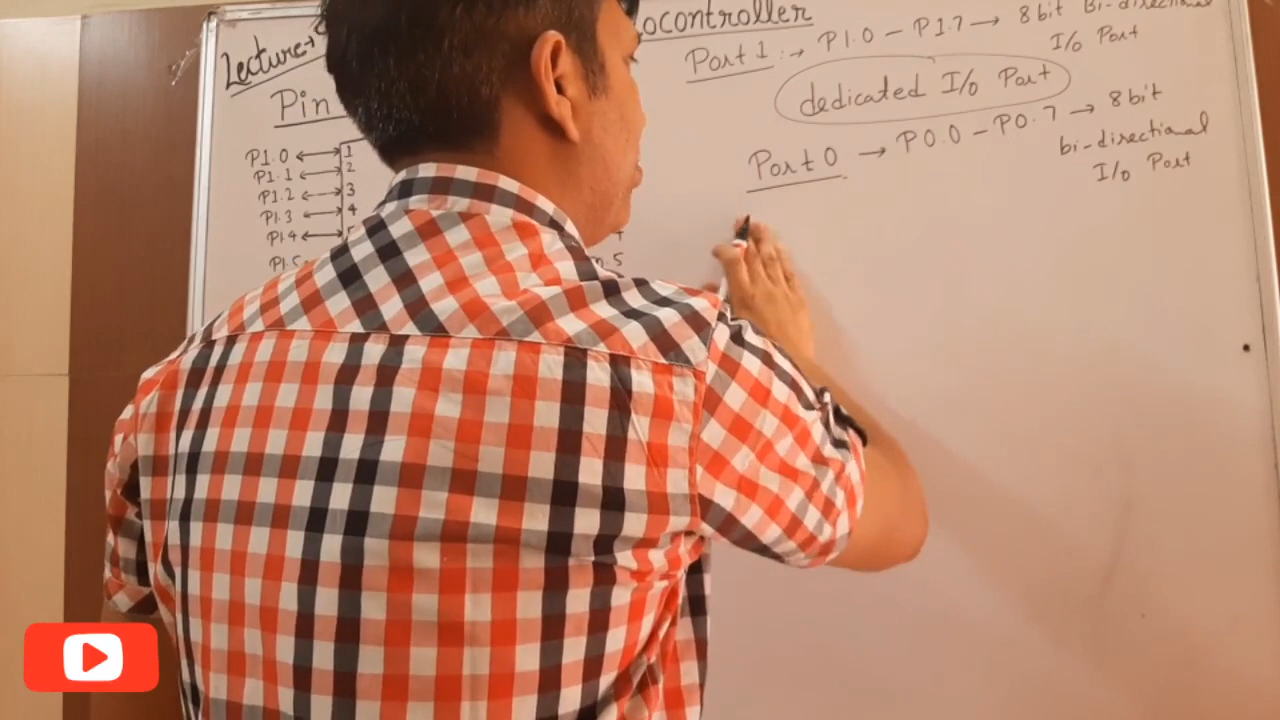 Lecture→
ocontroller
Pin
P1.0 ↔ 1
P1.1 ↔ 2
P1.2 ↔ 3
P1.3 ↔ 4
P1.4 ↔
P1.5
.5
Port 1 :→ P1.0 – P1.7 → 8 bit Bi-directional
I/o Port
dedicated I/o Port
Port 0 → P0.0 – P0.7 → 8 bit
bi-directional
I/o Port